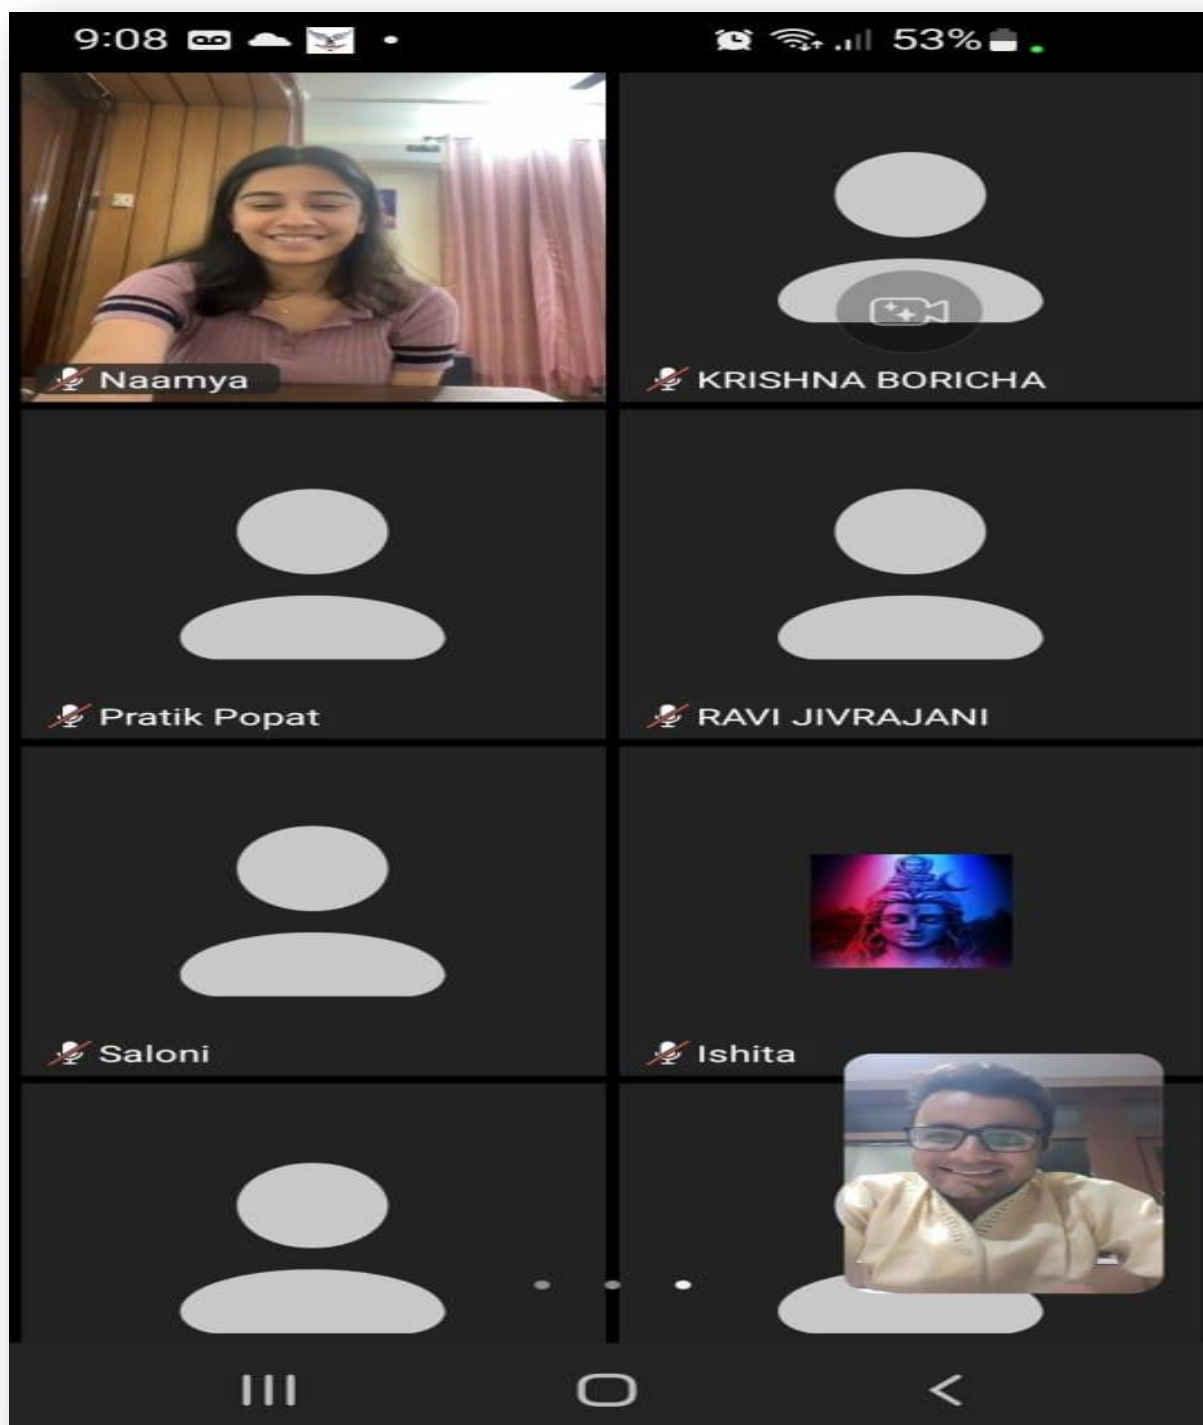 9:08 53%
Naamya
KRISHNA BORICHA
Pratik Popat
RAVI JIVRAJANI
Saloni
Ishita